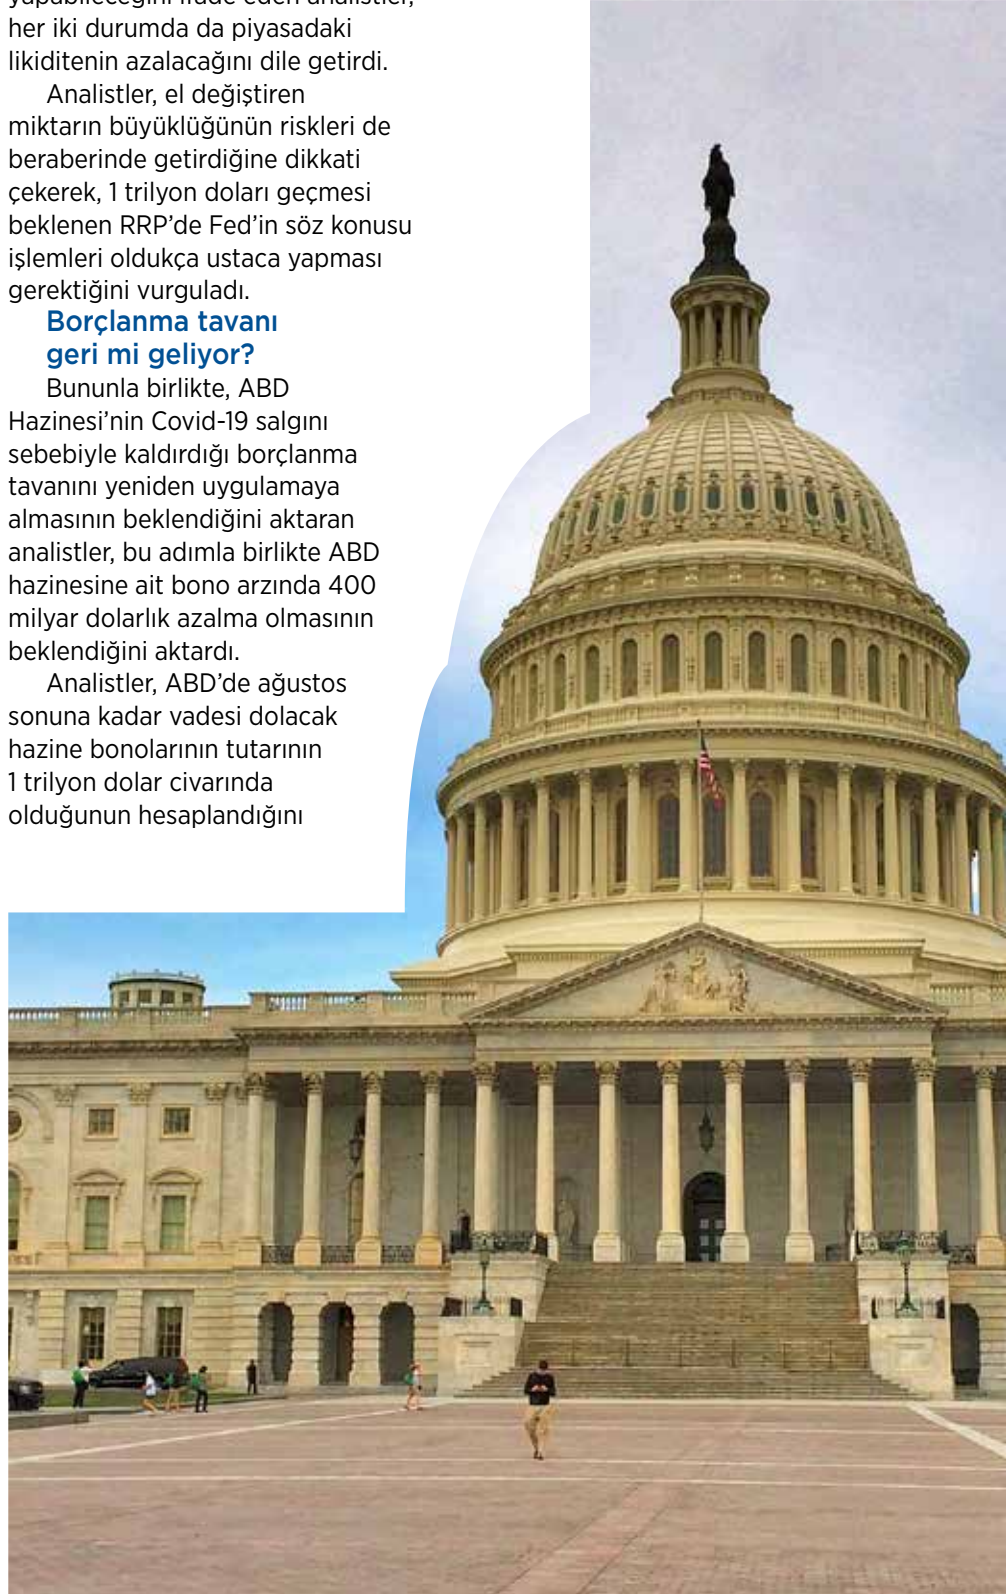 yapabileceğini ifade eden analistler,
her iki durumda da piyasadaki
likiditenin azalacağını dile getirdi.
Analistler, el değiştiren
miktarın büyüklüğünün riskleri de
beraberinde getirdiğine dikkati
çekerek, 1 trilyon doları geçmesi
beklenen RRP’de Fed’in söz konusu
işlemleri oldukça ustaca yapması
gerektiğini vurguladı.
Borçlanma tavanı
geri mi geliyor?
Bununla birlikte, ABD
Hazinesi’nin Covid-19 salgını
sebebiyle kaldırdığı borçlanma
tavanını yeniden uygulamaya
almasının beklendiğini aktaran
analistler, bu adımla birlikte ABD
hazinesine ait bono arzında 400
milyar dolarlık azalma olmasının
beklendiğini aktardı.
Analistler, ABD’de ağustos
sonuna kadar vadesi dolacak
hazine bonolarının tutarının
1 trilyon dolar civarında
olduğunun hesaplandığını